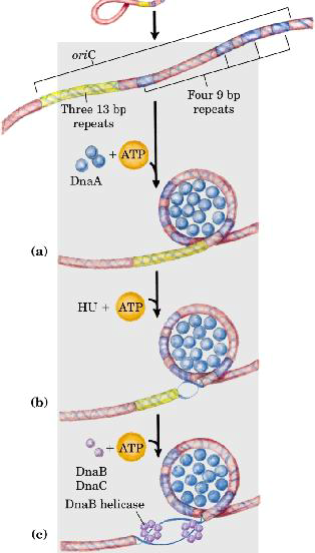 oriC
Three 13 bp
repeats
Four 9 bp
repeats
+ ATP
DnaA
(a)
HU + ATP
(b)
+ ATP
DnaB
DnaC
DnaB helicase
(c)